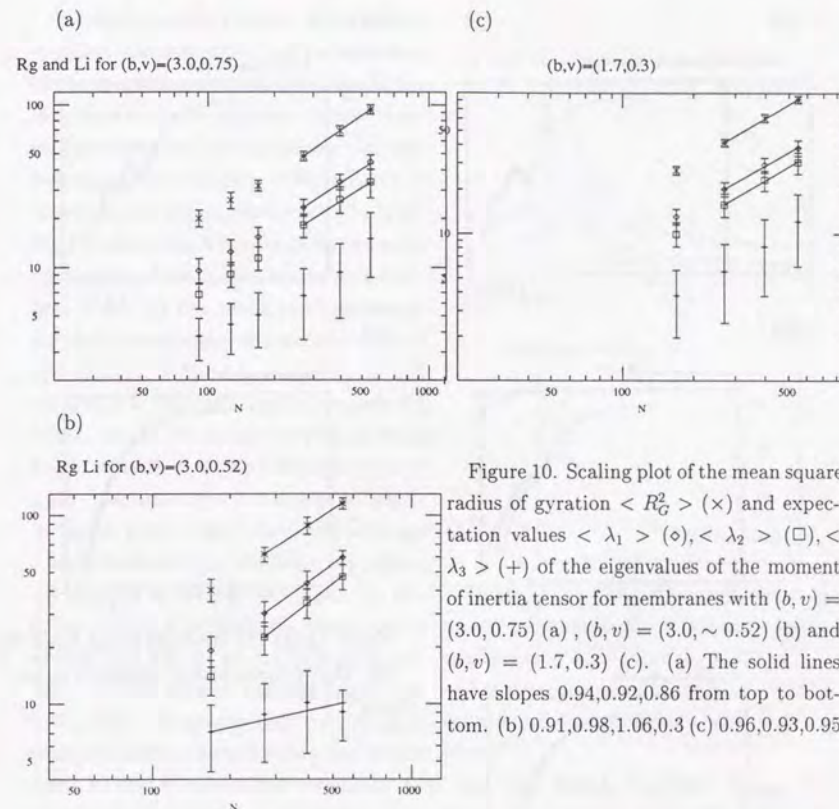 (a)
Rg and Li for (b,v)=(3.0,0.75)
100
50
10
5
50
100
500
1000
N
(c)
(b,v)=(1.7,0.3)
50
10
5
100
500
N
(b)
Rg Li for (b,v)=(3.0,0.52)
100
50
10
5
50
100
500
1000
N
Figure 10. Scaling plot of the mean square
radius of gyration < R_G^2 > (×) and expec-
tation values < λ1 > (◇),< λ2 > (□),<
λ3 > (+) of the eigenvalues of the moment
of inertia tensor for membranes with (b, v) =
(3.0, 0.75) (a) , (b, v) = (3.0, ∼ 0.52) (b) and
(b, v) = (1.7, 0.3) (c). (a) The solid lines
have slopes 0.94,0.92,0.86 from top to bot-
tom. (b) 0.91,0.98,1.06,0.3 (c) 0.96,0.93,0.95